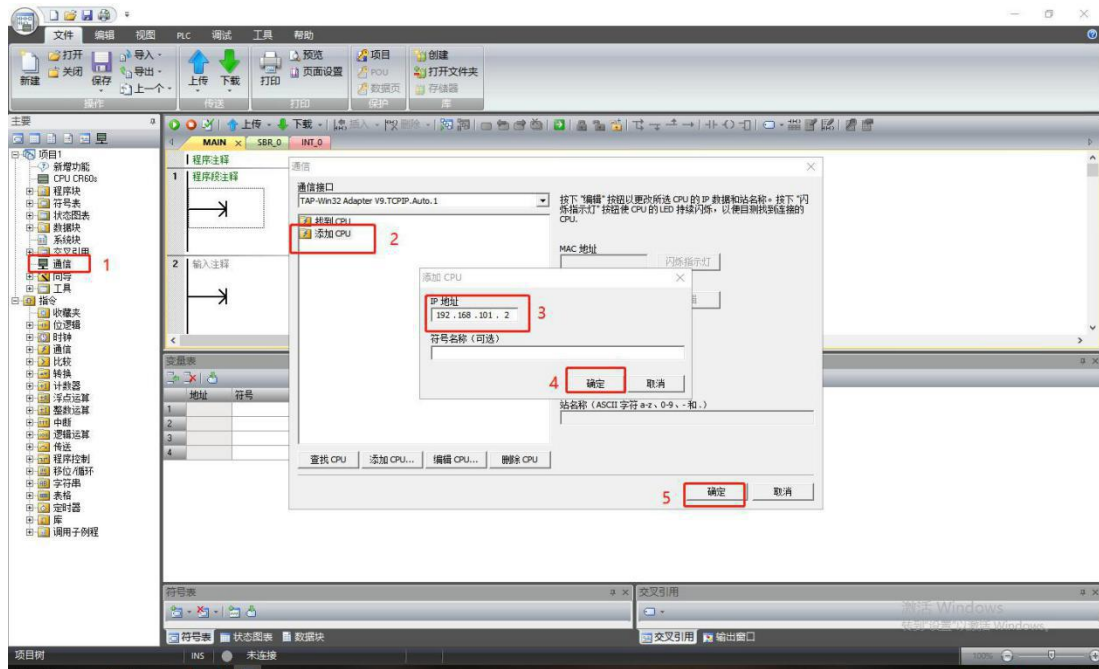 文件 编辑 视图 PLC 调试 工具 帮助
新建
打开
关闭
保存
导入
导出
上一个
操作
上传 下载
传送
打印
预览
页面设置
打印
项目
POU
数据页
保护
创建
打开文件夹
存储器
库
主要
项目1
新增功能
CPU CR60s
程序块
符号表
状态图表
数据块
系统块
交叉引用
通信
1
向导
工具
指令
收藏夹
位逻辑
时钟
通信
比较
转换
计数器
浮点运算
整数运算
中断
逻辑运算
传送
程序控制
移位/循环
字符串
表格
定时器
库
调用子例程
上传 下载 插入 删除
MAIN SBR_0 INT_0
程序注释
1 程序段注释
2 输入注释
变量表
地址 符号
1
2
3
4
通信
通信接口
TAP-Win32 Adapter V9.TCPIP.Auto.1
找到 CPU
添加 CPU
2
按下 "编辑" 按钮以更改所选 CPU 的 IP 数据和站名称。按下 "闪
烁指示灯" 按钮使 CPU 的 LED 持续闪烁，以便目测找到连接的
CPU.
MAC 地址
闪烁指示灯
添加 CPU
IP 地址
192 . 168 . 101 . 2
3
符号名称（可选）
4
确定 取消
站名称（ASCII 字符 a-z、0-9、- 和 .）
查找 CPU 添加 CPU... 编辑 CPU... 删除 CPU
5
确定 取消
符号表
符号表 状态图表 数据块
交叉引用
交叉引用 输出窗口
激活 Windows
转到"设置"以激活 Windows。
项目树 INS 未连接 100%